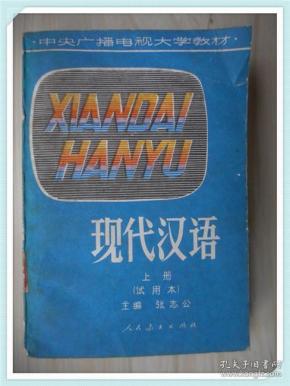 ·中央广播电视大学教材·
XIANDAI
HANYU
现代汉语
上册
(试用本)
主编 张志公
人民教育出版社
孔夫子旧书网